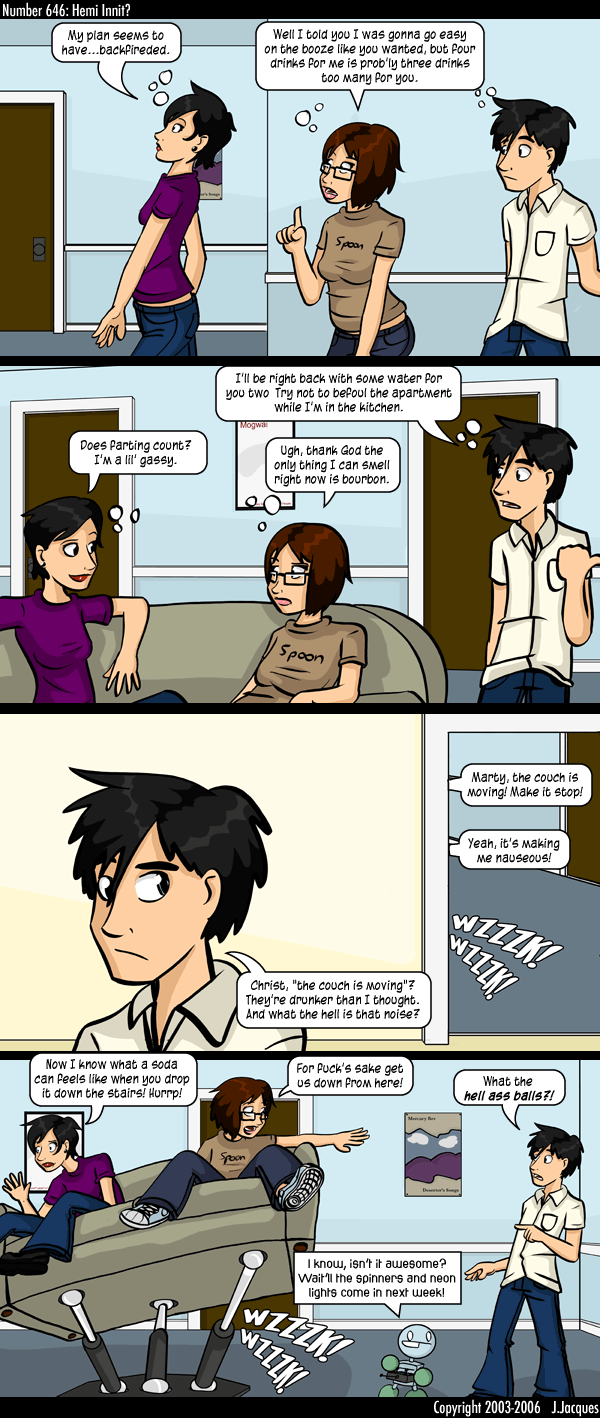 Number 646: Hemi Innit?
My plan seems to
have...backfireded.
Well I told you I was gonna go easy
on the booze like you wanted, but four
drinks for me is prob'ly three drinks
too many for you.
Spoon
I'll be right back with some water for
you two Try not to befoul the apartment
while I'm in the kitchen.
Does farting count?
I'm a lil' gassy.
Mogwai
Ugh, thank God the
only thing I can smell
right now is bourbon.
Spoon
Marty, the couch is
moving! Make it stop!
Yeah, it's making
me nauseous!
WZZZK!
WZZZK!
Christ, "the couch is moving"?
They're drunker than I thought.
And what the hell is that noise?
Now I know what a soda
can feels like when you drop
it down the stairs! Hurrp!
For fuck's sake get
us down from here!
What the
hell ass balls?!
Spoon
Mercury Rev
Deserter's Songs
I know, isn't it awesome?
Wait'll the spinners and neon
lights come in next week!
WZZZK!
WZZZK!
Copyright 2003-2006 J.Jacques